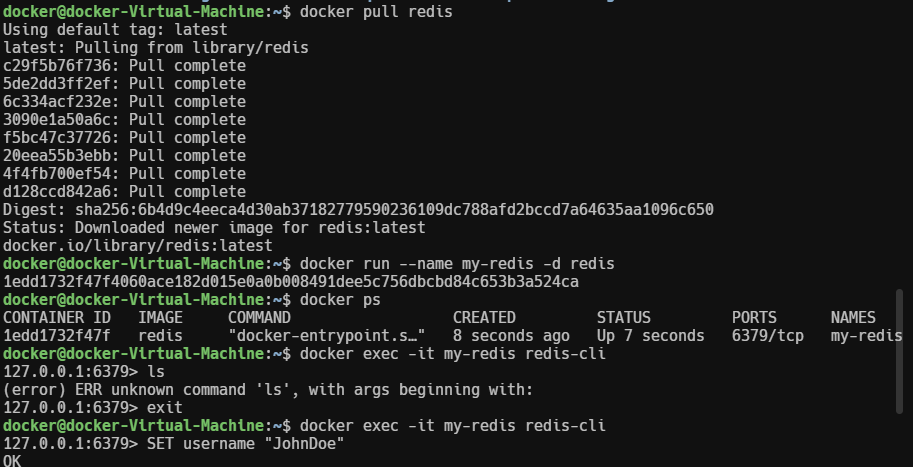 docker@docker-Virtual-Machine:~$ docker pull redis
Using default tag: latest
latest: Pulling from library/redis
c29f5b76f736: Pull complete
5de2dd3ff2ef: Pull complete
6c334acf232e: Pull complete
3090e1a50a6c: Pull complete
f5bc47c37726: Pull complete
20eea55b3ebb: Pull complete
4f4fb700ef54: Pull complete
d128ccd842a6: Pull complete
Digest: sha256:6b4d9c4eeca4d30ab37182779590236109dc788afd2bccd7a64635aa1096c650
Status: Downloaded newer image for redis:latest
docker.io/library/redis:latest
docker@docker-Virtual-Machine:~$ docker run --name my-redis -d redis
1edd1732f47f4060ace182d015e0a0b008491dee5c756dbcbd84c653b3a524ca
docker@docker-Virtual-Machine:~$ docker ps
CONTAINER ID   IMAGE     COMMAND                  CREATED         STATUS         PORTS      NAMES
1edd1732f47f   redis     "docker-entrypoint.s…"   8 seconds ago   Up 7 seconds   6379/tcp   my-redis
docker@docker-Virtual-Machine:~$ docker exec -it my-redis redis-cli
127.0.0.1:6379> ls
(error) ERR unknown command 'ls', with args beginning with:
127.0.0.1:6379> exit
docker@docker-Virtual-Machine:~$ docker exec -it my-redis redis-cli
127.0.0.1:6379> SET username "JohnDoe"
OK